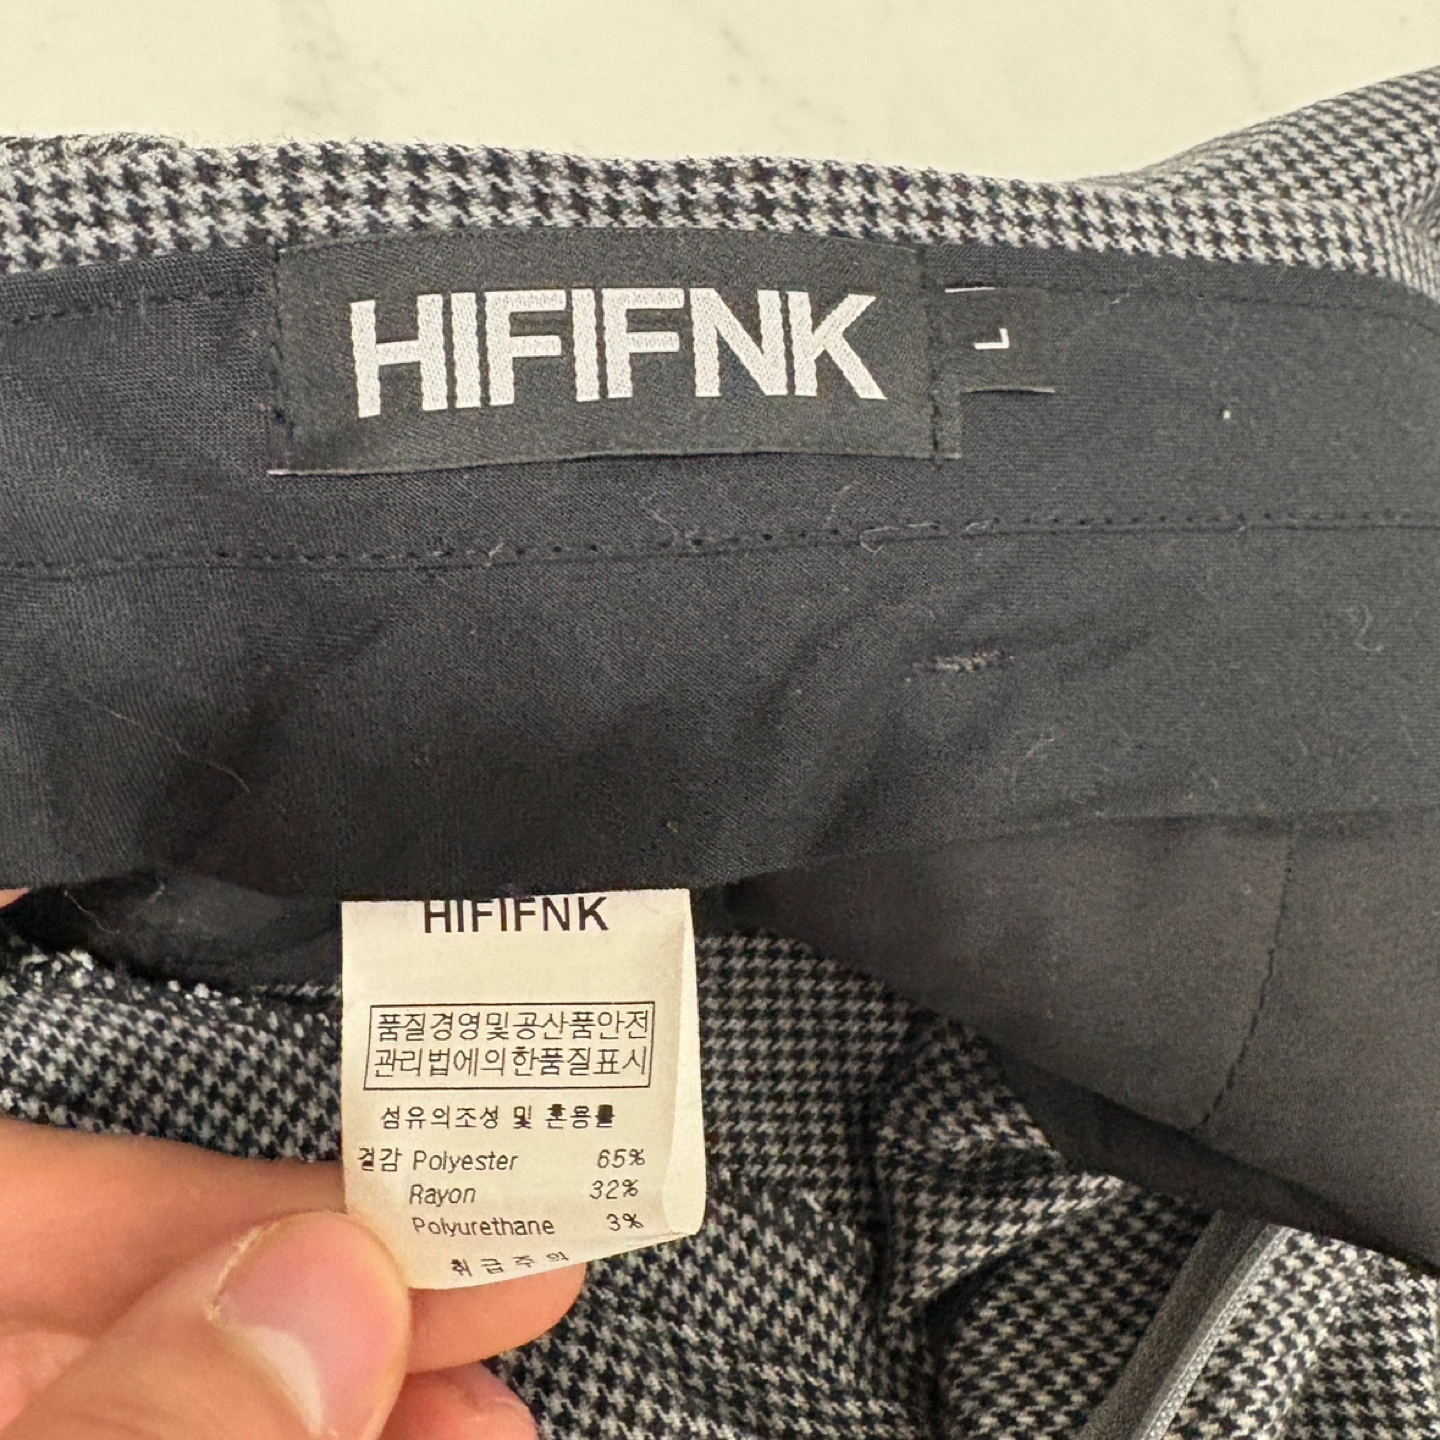 HIFIFNK
L
HIFIFNK
품질경영및공산품안전
관리법에의한품질표시
섬유의조성 및 혼용률
겉감 Polyester 65%
Rayon 32%
Polyurethane 3%
취급주의